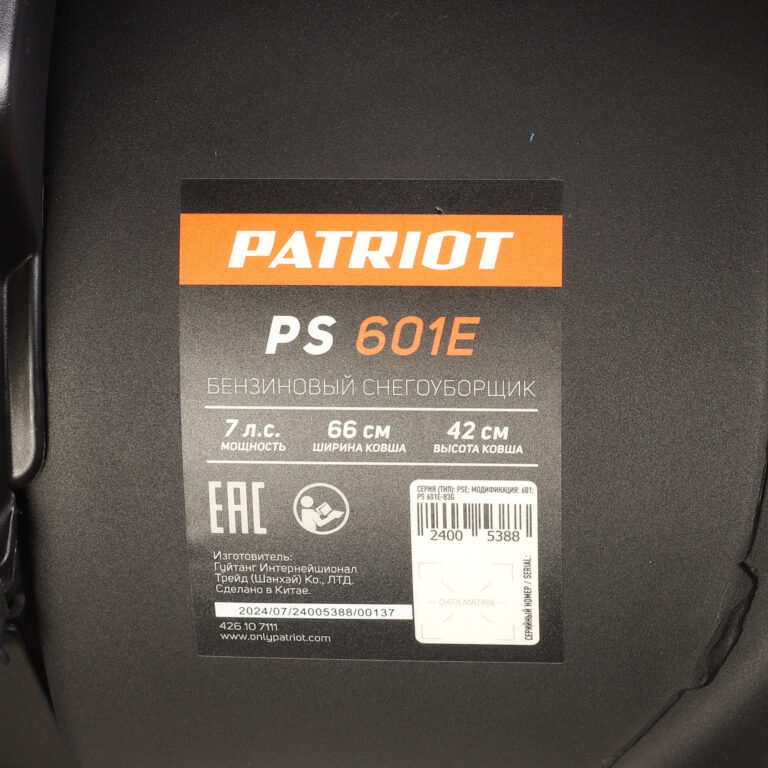 PATRIOT
PS 601E
БЕНЗИНОВЫЙ СНЕГОУБОРЩИК
7 л.с. 66 см 42 см
МОЩНОСТЬ ШИРИНА КОВША ВЫСОТА КОВША
EAC
СЕРИЯ (ТИП): PSE; МОДИФИКАЦИЯ: 601;
PS 601E-83G
2400 5388
DATA MATRIX
СЕРИЙНЫЙ НОМЕР / SERIAL:
Изготовитель:
Гуйтанг Интернейшионал
Трейд (Шанхай) Ко., ЛТД.
Сделано в Китае.
2024/07/24005388/00137
426 10 7111
www.onlypatriot.com